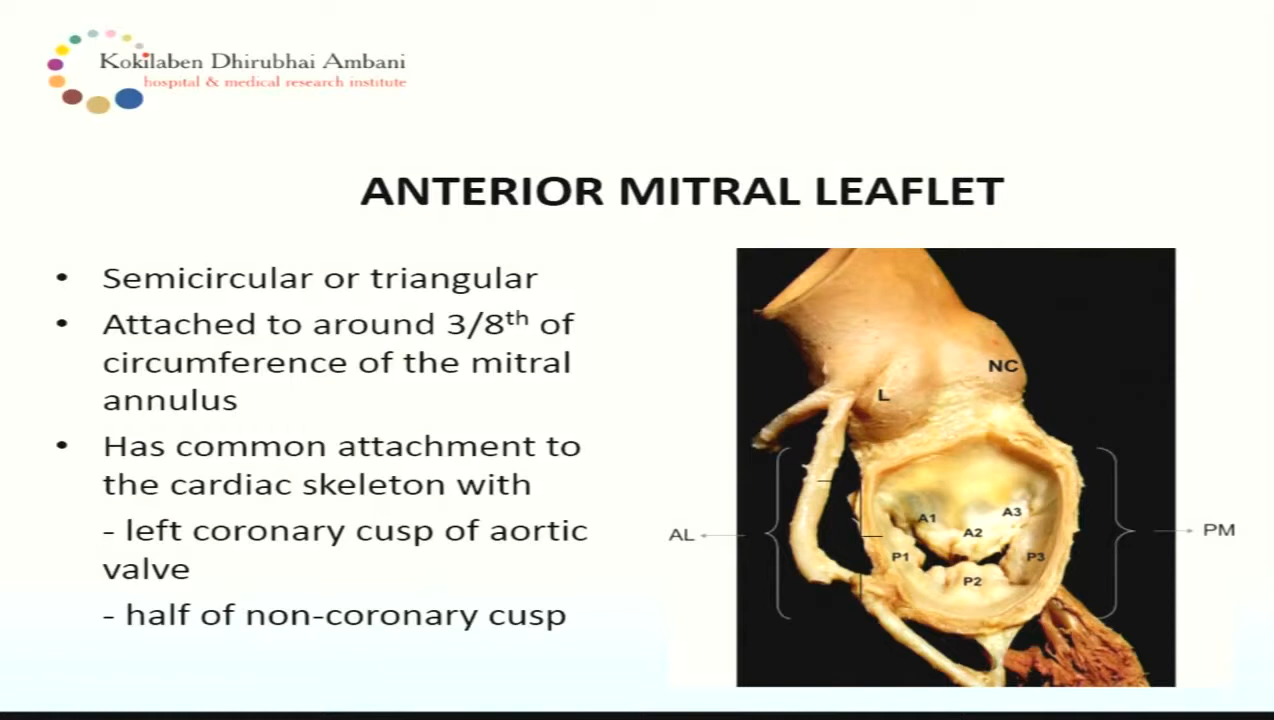 Kokilaben Dhirubhai Ambani
hospital & medical research institute
ANTERIOR MITRAL LEAFLET
• Semicircular or triangular
• Attached to around 3/8th of
circumference of the mitral
annulus
• Has common attachment to
the cardiac skeleton with
- left coronary cusp of aortic
valve
- half of non-coronary cusp
NC
L
A1
A3
A2
AL
PM
P1
P3
P2